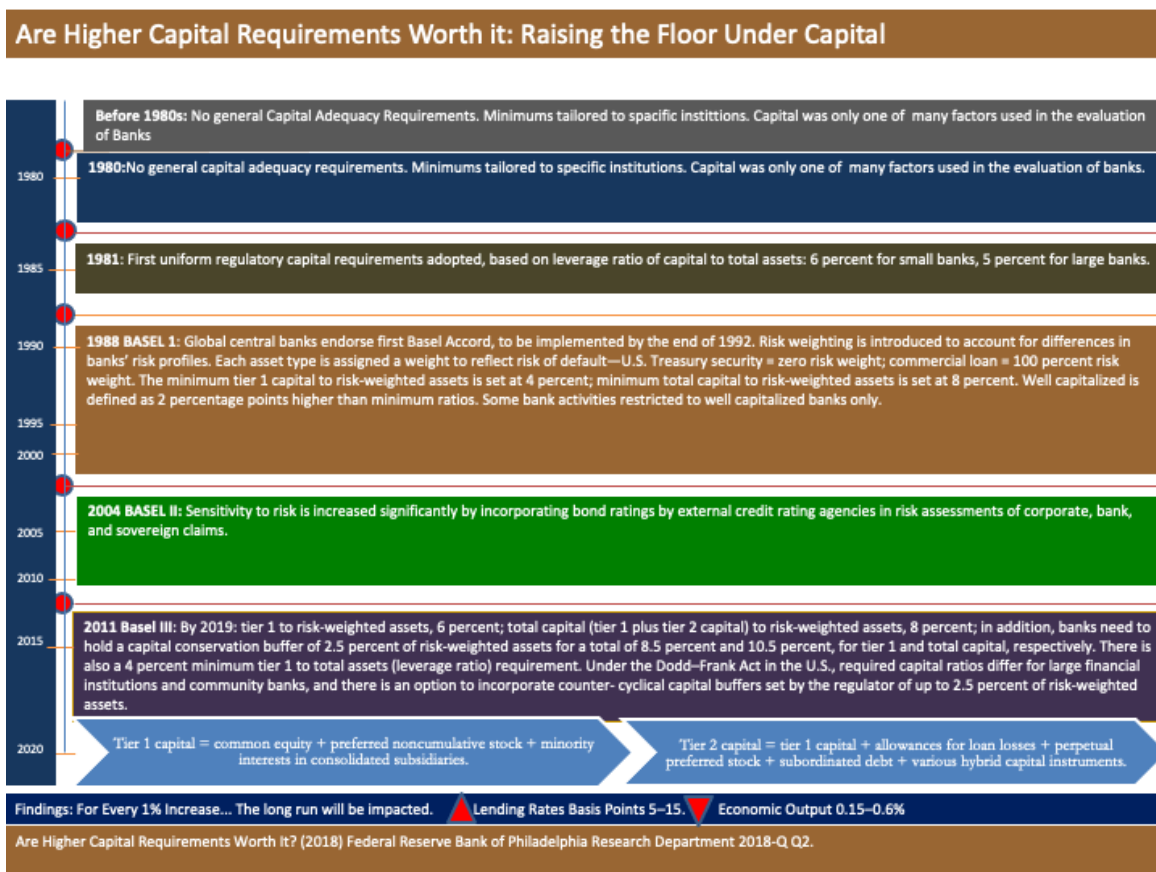 Are Higher Capital Requirements Worth it: Raising the Floor Under Capital
Before 1980s: No general Capital Adequacy Requirements. Minimums tailored to spacific instittions. Capital was only one of many factors used in the evaluation
of Banks
1980
1980:No general capital adequacy requirements. Minimums tailored to specific institutions. Capital was only one of many factors used in the evaluation of banks.
1985
1981: First uniform regulatory capital requirements adopted, based on leverage ratio of capital to total assets: 6 percent for small banks, 5 percent for large banks.
1990
1995
2000
1988 BASEL 1: Global central banks endorse first Basel Accord, to be implemented by the end of 1992. Risk weighting is introduced to account for differences in
banks' risk profiles. Each asset type is assigned a weight to reflect risk of default—U.S. Treasury security = zero risk weight; commercial loan = 100 percent risk
weight. The minimum tier 1 capital to risk-weighted assets is set at 4 percent; minimum total capital to risk-weighted assets is set at 8 percent. Well capitalized is
defined as 2 percentage points higher than minimum ratios. Some bank activities restricted to well capitalized banks only.
2005
2010
2004 BASEL II: Sensitivity to risk is increased significantly by incorporating bond ratings by external credit rating agencies in risk assessments of corporate, bank,
and sovereign claims.
2015
2011 Basel III: By 2019: tier 1 to risk-weighted assets, 6 percent; total capital (tier 1 plus tier 2 capital) to risk-weighted assets, 8 percent; in addition, banks need to
hold a capital conservation buffer of 2.5 percent of risk-weighted assets for a total of 8.5 percent and 10.5 percent, for tier 1 and total capital, respectively. There is
also a 4 percent minimum tier 1 to total assets (leverage ratio) requirement. Under the Dodd–Frank Act in the U.S., required capital ratios differ for large financial
institutions and community banks, and there is an option to incorporate counter- cyclical capital buffers set by the regulator of up to 2.5 percent of risk-weighted
assets.
2020
Tier 1 capital = common equity + preferred noncumulative stock + minority
interests in consolidated subsidiaries.
Tier 2 capital = tier 1 capital + allowances for loan losses + perpetual
preferred stock + subordinated debt + various hybrid capital instruments.
Findings: For Every 1% Increase... The long run will be impacted. Lending Rates Basis Points 5–15. Economic Output 0.15–0.6%
Are Higher Capital Requirements Worth It? (2018) Federal Reserve Bank of Philadelphia Research Department 2018-Q Q2.